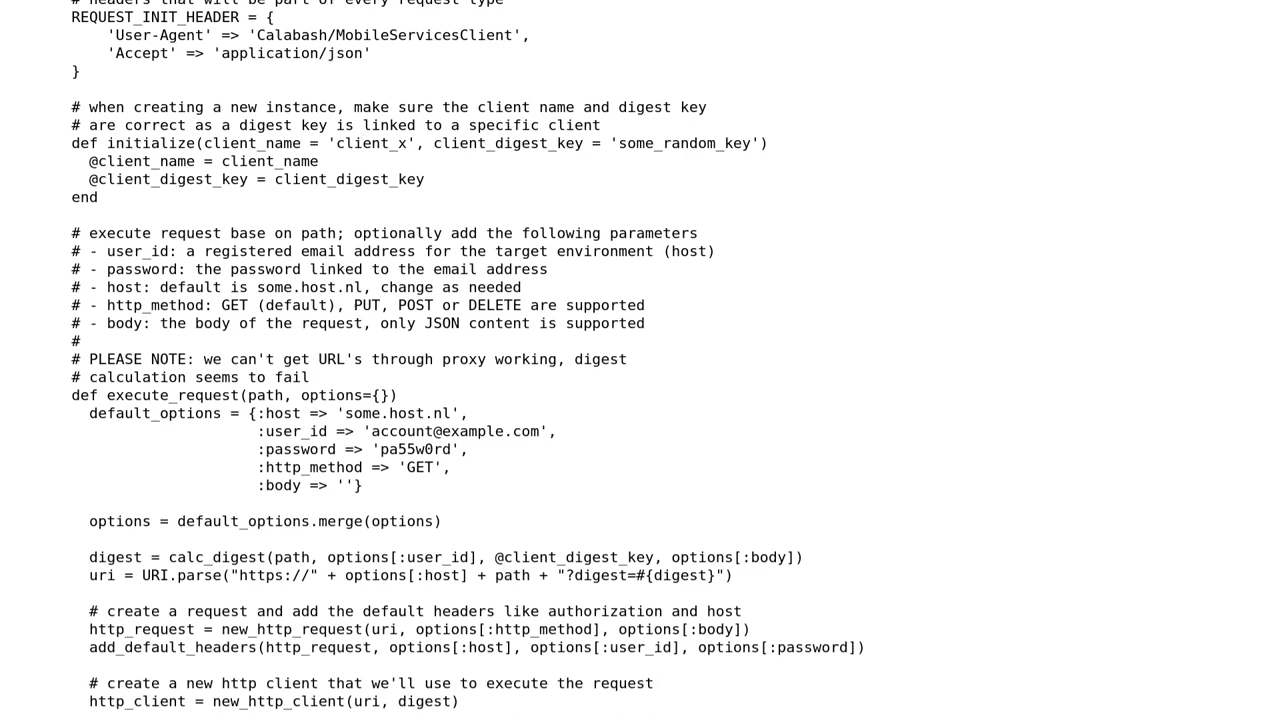 # headers that will be part of every request type
REQUEST_INIT_HEADER = {
    'User-Agent' => 'Calabash/MobileServicesClient',
    'Accept' => 'application/json'
}

# when creating a new instance, make sure the client name and digest key
# are correct as a digest key is linked to a specific client
def initialize(client_name = 'client_x', client_digest_key = 'some_random_key')
  @client_name = client_name
  @client_digest_key = client_digest_key
end

# execute request base on path; optionally add the following parameters
# - user_id: a registered email address for the target environment (host)
# - password: the password linked to the email address
# - host: default is some.host.nl, change as needed
# - http_method: GET (default), PUT, POST or DELETE are supported
# - body: the body of the request, only JSON content is supported
#
# PLEASE NOTE: we can't get URL's through proxy working, digest
# calculation seems to fail
def execute_request(path, options={})
  default_options = {:host => 'some.host.nl',
                     :user_id => 'account@example.com',
                     :password => 'pa55w0rd',
                     :http_method => 'GET',
                     :body => ''}

  options = default_options.merge(options)

  digest = calc_digest(path, options[:user_id], @client_digest_key, options[:body])
  uri = URI.parse("https://" + options[:host] + path + "?digest=#{digest}")

  # create a request and add the default headers like authorization and host
  http_request = new_http_request(uri, options[:http_method], options[:body])
  add_default_headers(http_request, options[:host], options[:user_id], options[:password])

  # create a new http client that we'll use to execute the request
  http_client = new_http_client(uri, digest)